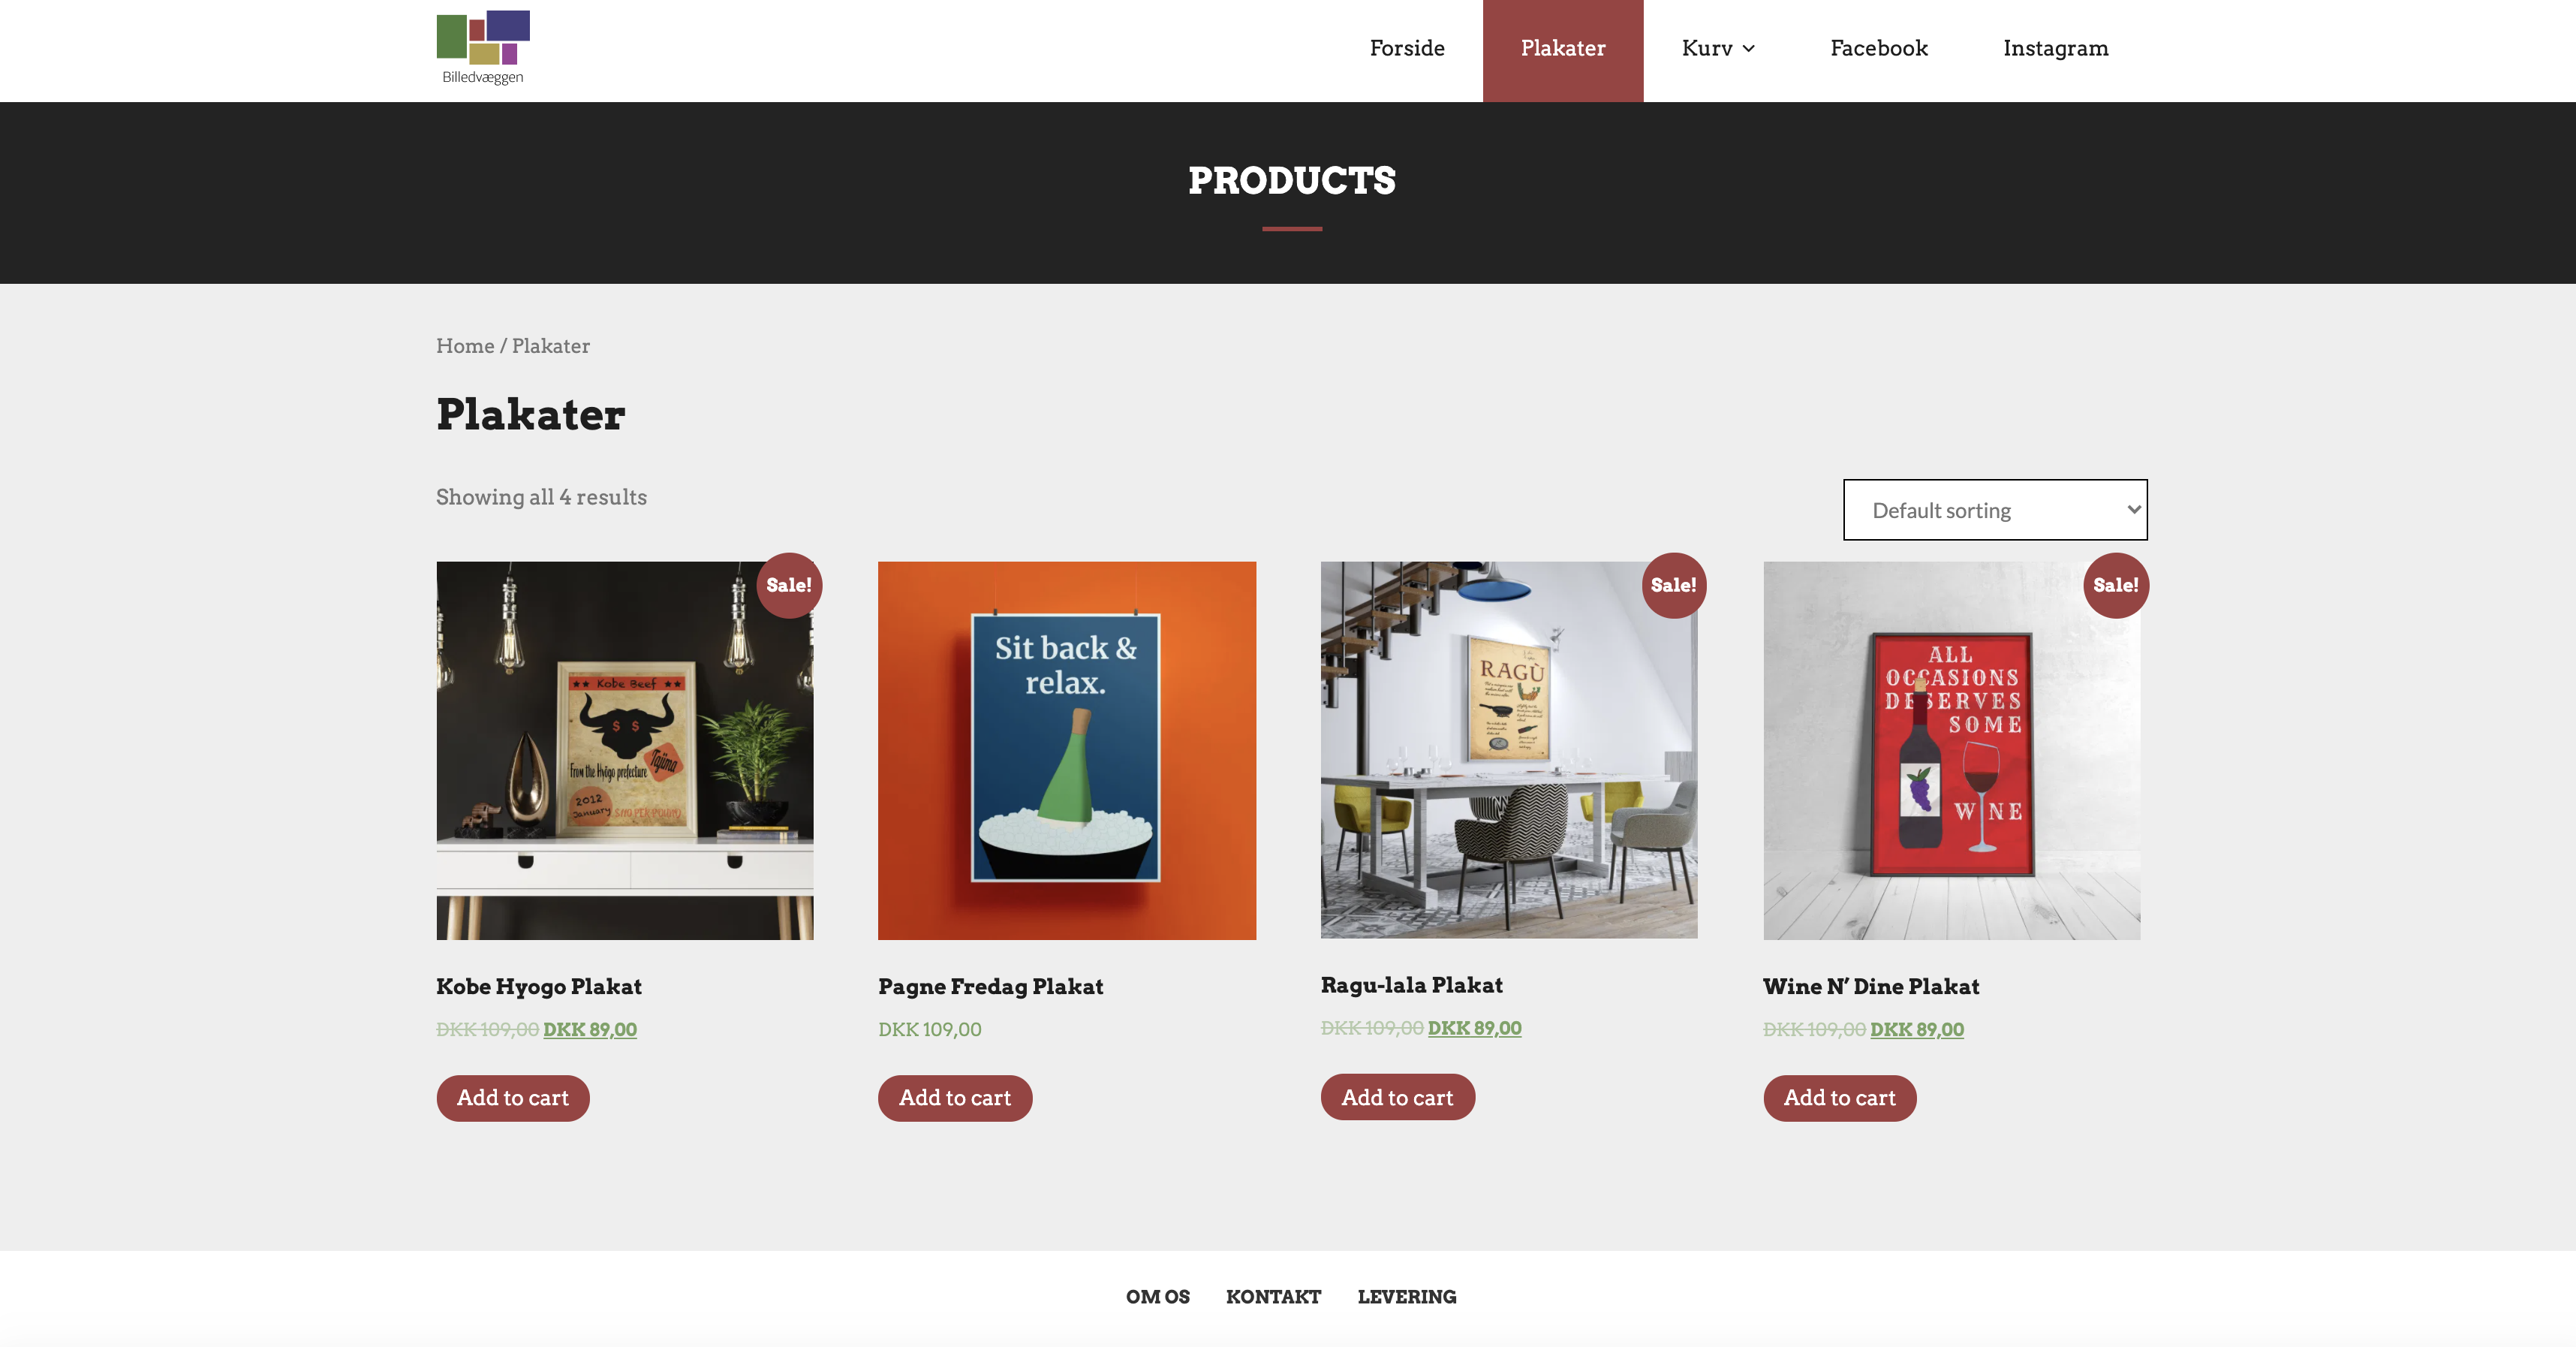 Billedvæggen
Forside
Plakater
Kurv
Facebook
Instagram
PRODUCTS
Home / Plakater
Plakater
Showing all 4 results
Default sorting
Sale!
★★ Kobe Beef ★★
$ $
From the Hyōgo prefecture
Tajima
2012
January
Sit back &
relax.
Sale!
RAGÙ
Sale!
ALL
OCCASIONS
DESERVES
SOME
WINE
Kobe Hyogo Plakat
DKK 109,00 DKK 89,00
Add to cart
Pagne Fredag Plakat
DKK 109,00
Add to cart
Ragu-lala Plakat
DKK 109,00 DKK 89,00
Add to cart
Wine N’ Dine Plakat
DKK 109,00 DKK 89,00
Add to cart
OM OS
KONTAKT
LEVERING